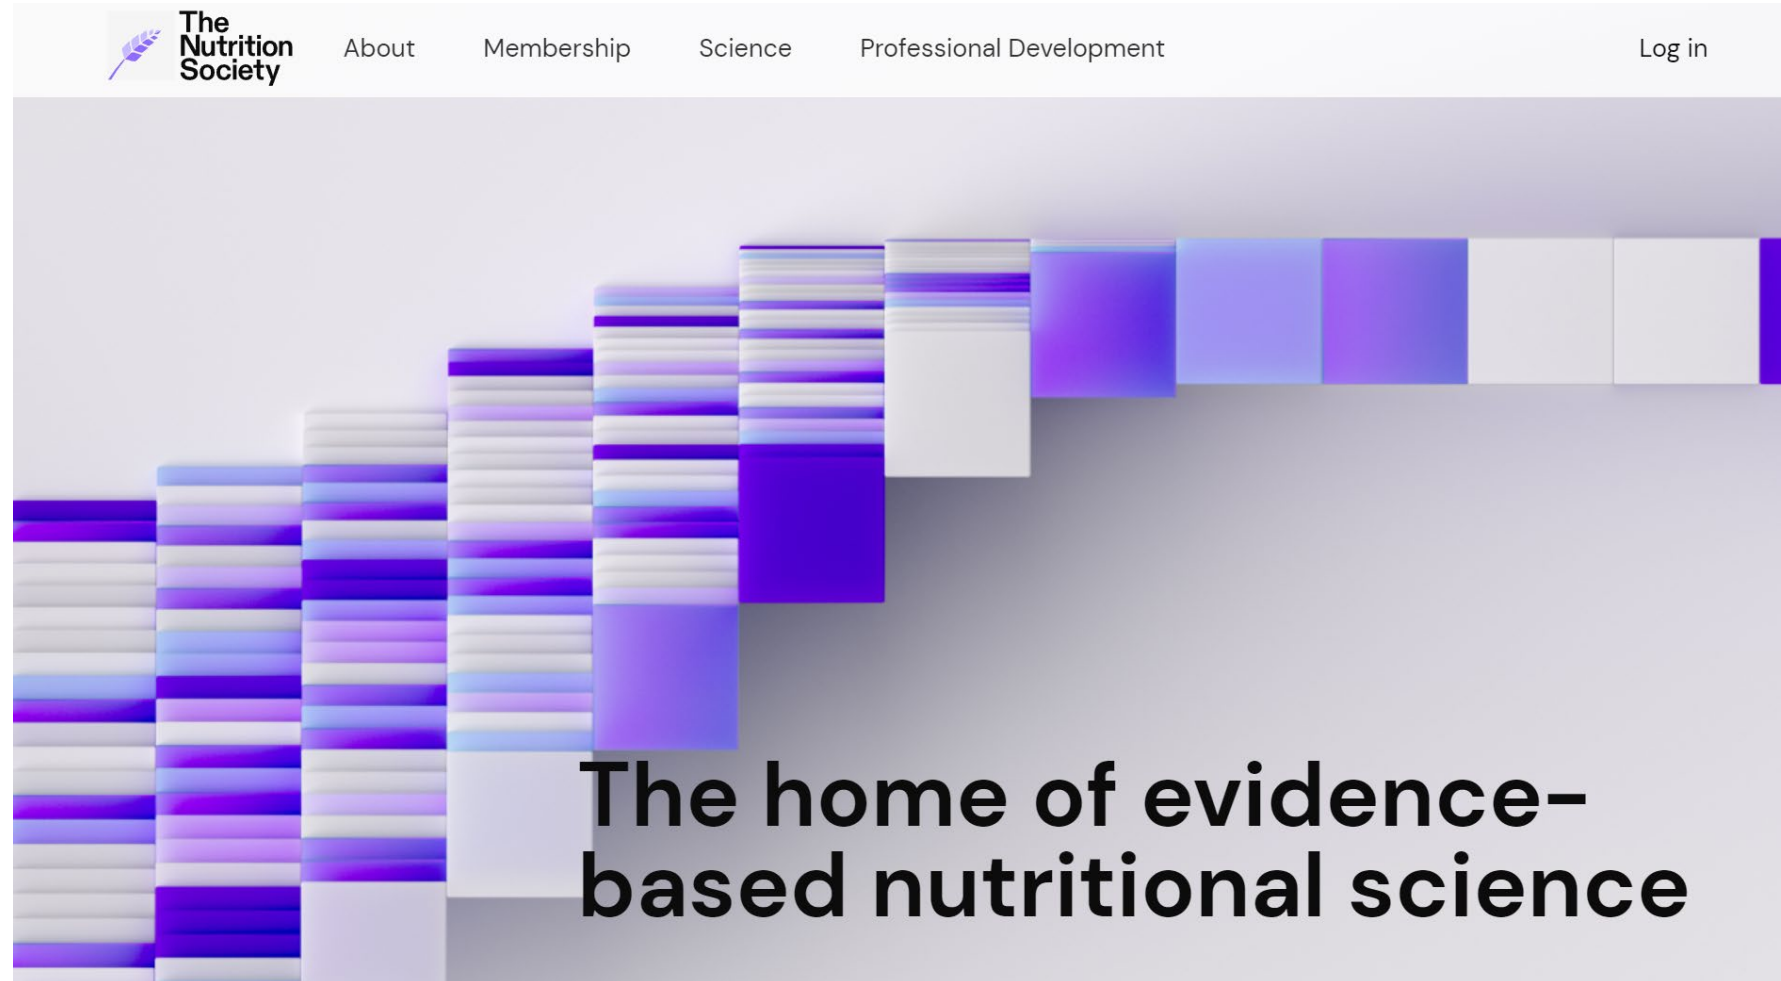 The
Nutrition
Society
About Membership Science Professional Development Log in
The home of evidence-
based nutritional science